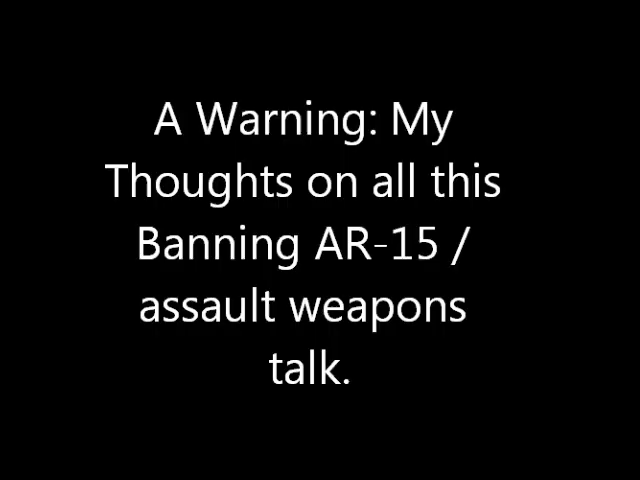 A Warning: My
Thoughts on all this
Banning AR-15 /
assault weapons
talk.